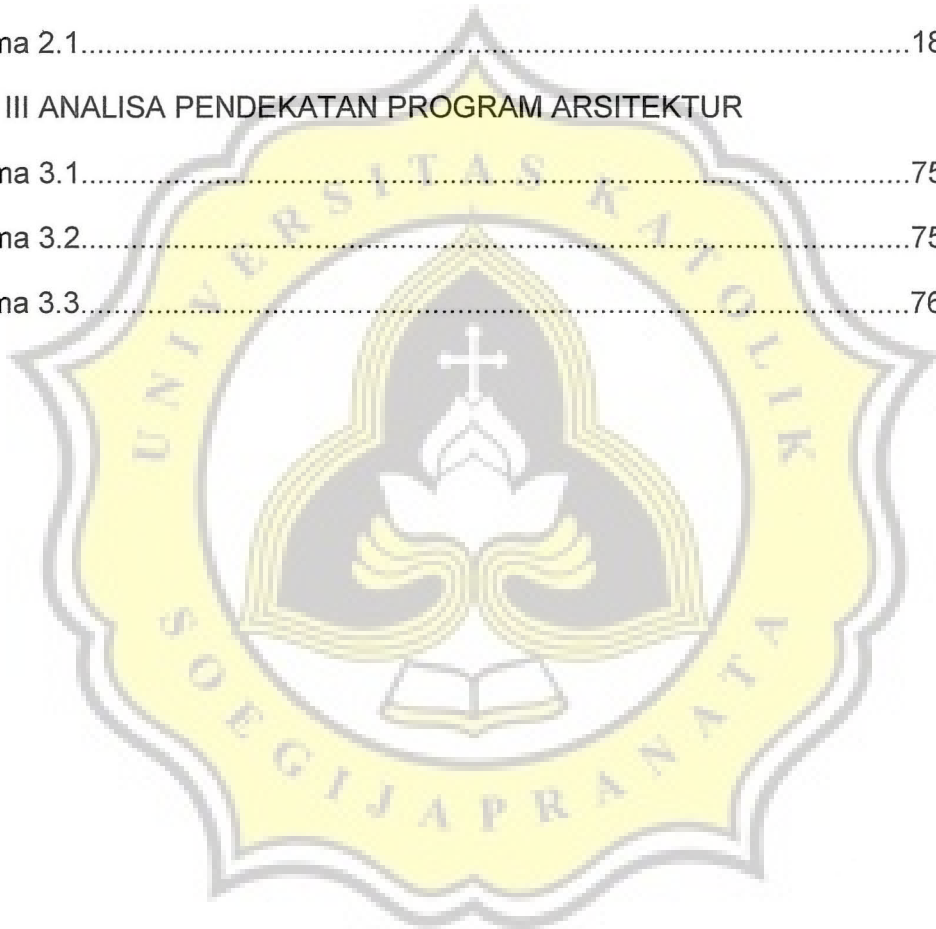 ma 2.1....................................................................................18
III ANALISA PENDEKATAN PROGRAM ARSITEKTUR
ma 3.1....................................................................................75
ma 3.2....................................................................................75
ma 3.3....................................................................................76
UNIVERSITAS KATOLIK
SOEGIJAPRANATA